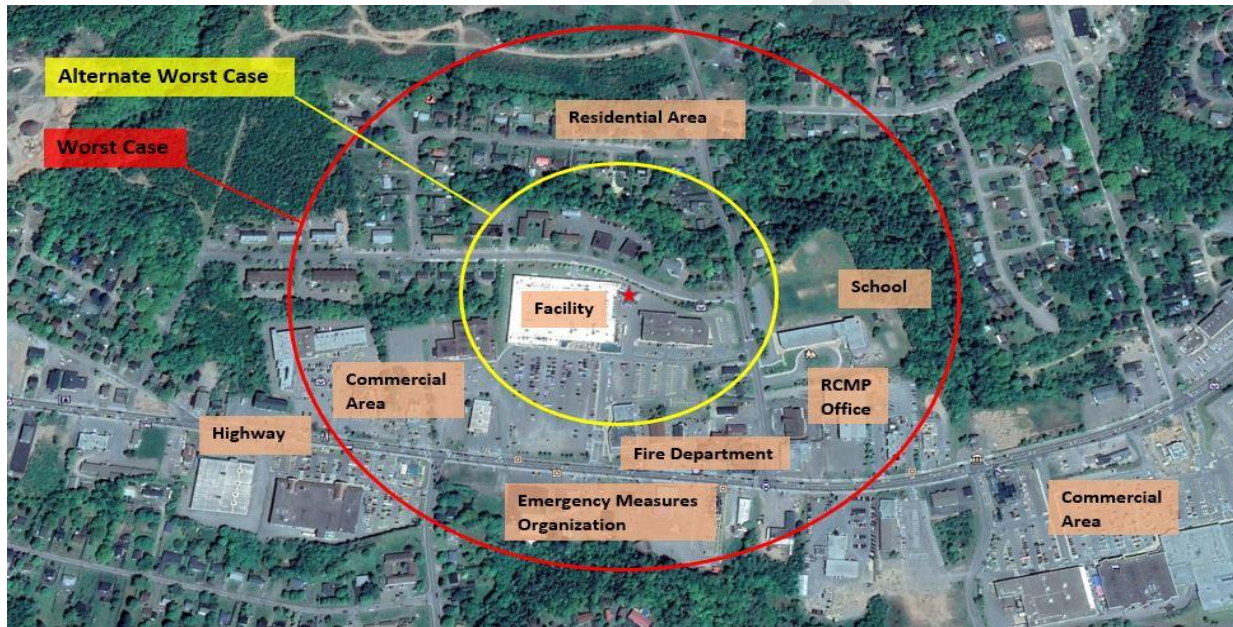 Alternate Worst Case
Residential Area
Worst Case
School
Facility
Commercial
Area
RCMP
Office
Highway
Fire Department
Emergency Measures
Organization
Commercial
Area